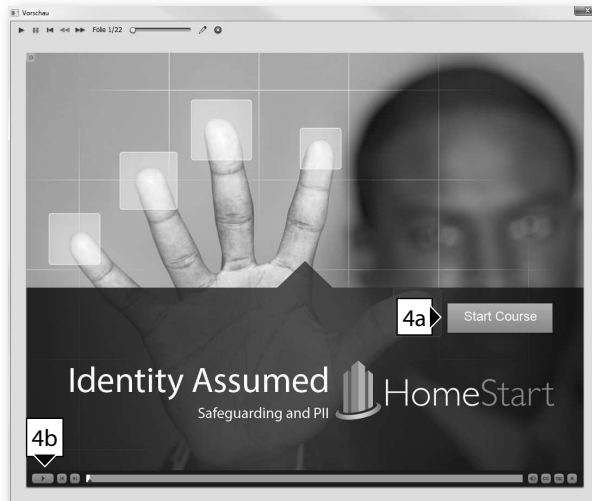 Vorschau
Folie 1/22
4a
Start Course
Identity Assumed
Safeguarding and PII
HomeStart
4b